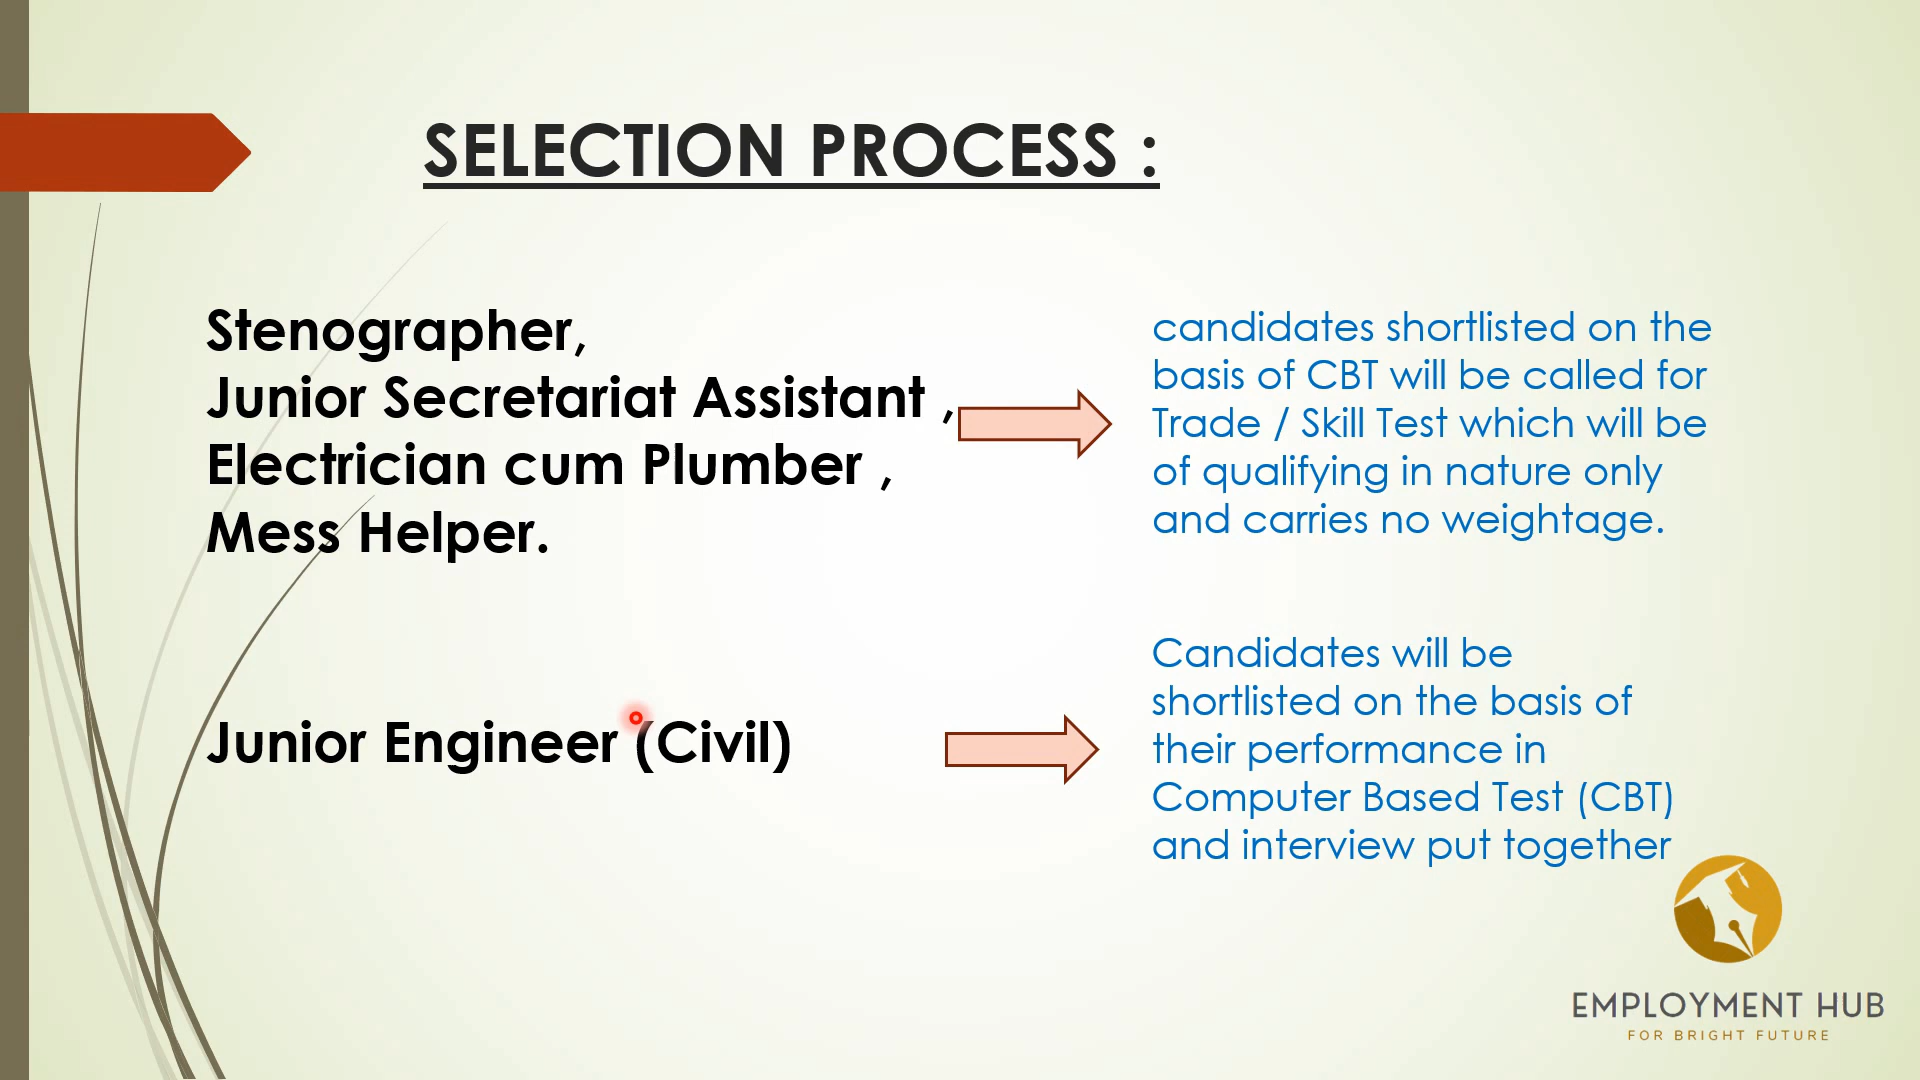 SELECTION PROCESS :
Stenographer,
Junior Secretariat Assistant ,
Electrician cum Plumber ,
Mess Helper.
candidates shortlisted on the
basis of CBT will be called for
Trade / Skill Test which will be
of qualifying in nature only
and carries no weightage.
Junior Engineer (Civil)
Candidates will be
shortlisted on the basis of
their performance in
Computer Based Test (CBT)
and interview put together
EMPLOYMENT HUB
FOR BRIGHT FUTURE